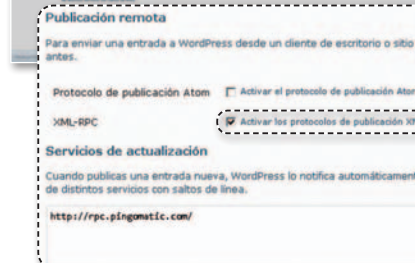 Publicación remota
Para enviar una entrada a WordPress desde un cliente de escritorio o sitio
antes.
Protocolo de publicación Atom Activar el protocolo de publicación Atom
XML-RPC Activar los protocolos de publicación XM
Servicios de actualización
Cuando publicas una entrada nueva, WordPress lo notifica automáticament
de distintos servicios con saltos de línea.
http://rpc.pingomatic.com/